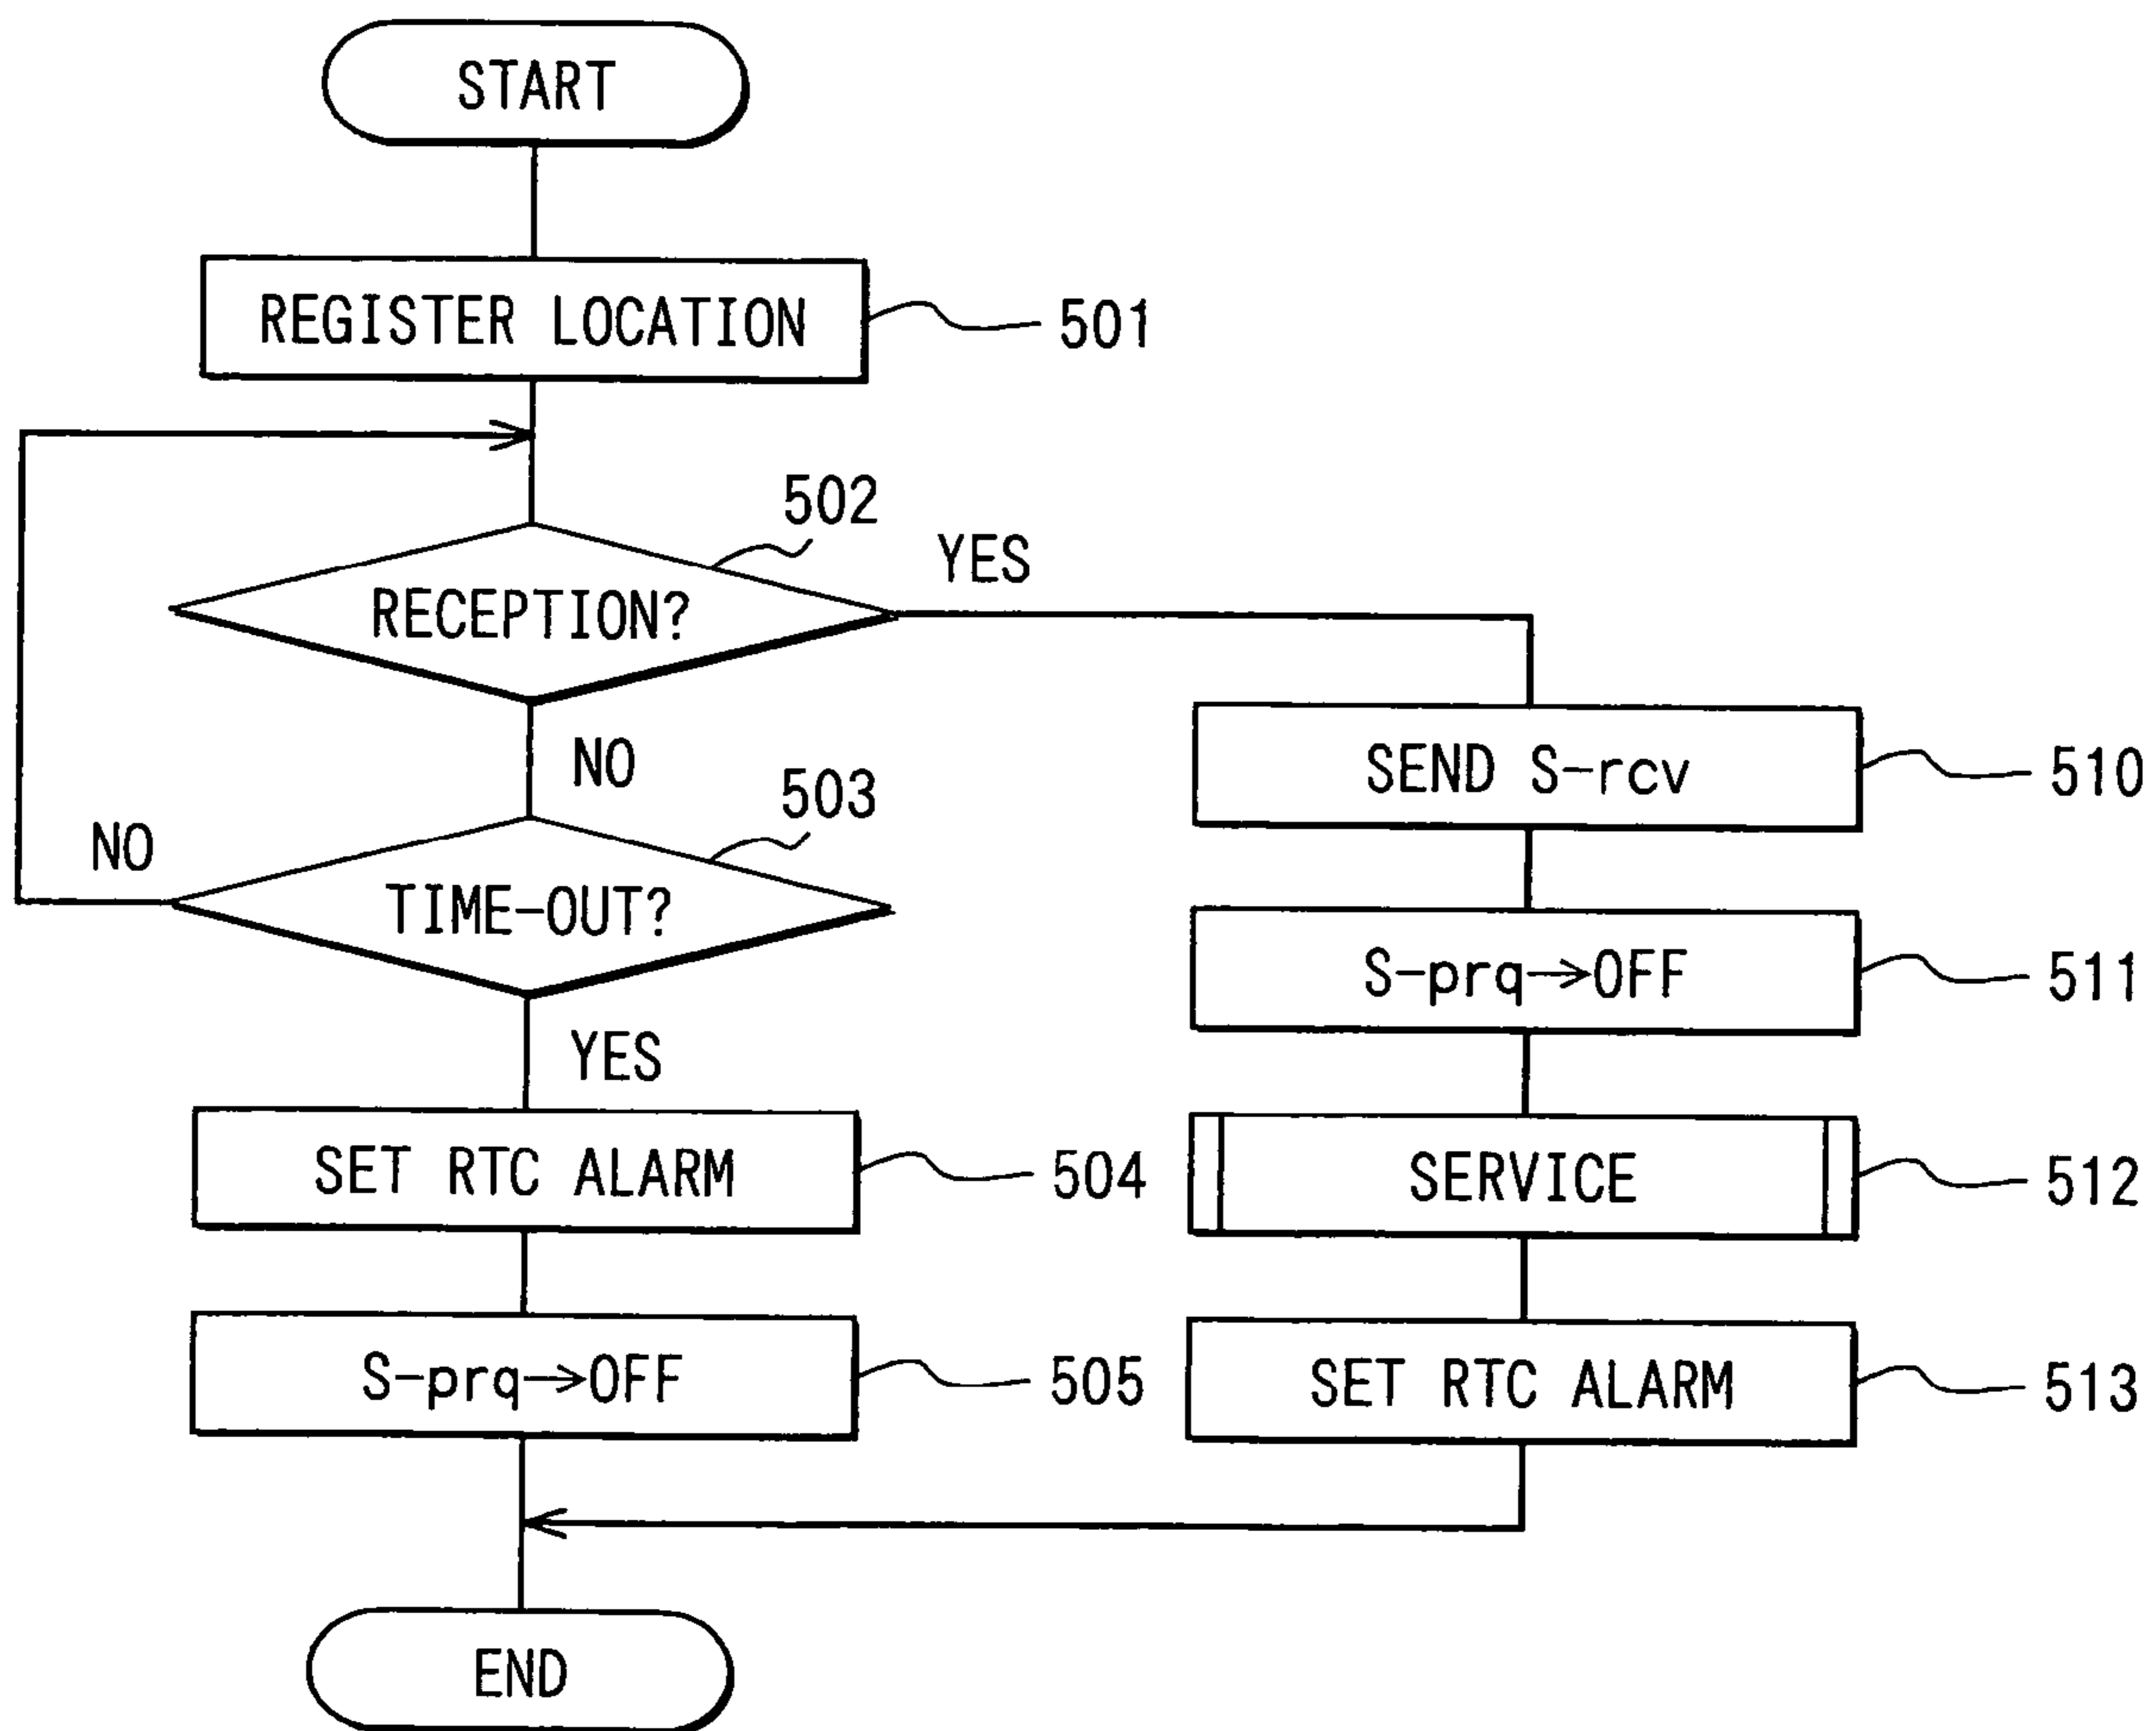 START
REGISTER LOCATION
501
502
RECEPTION?
YES
NO
503
TIME-OUT?
NO
YES
SET RTC ALARM
504
S-prq→OFF
505
SEND S-rcv
510
S-prq→OFF
511
SERVICE
512
SET RTC ALARM
513
END